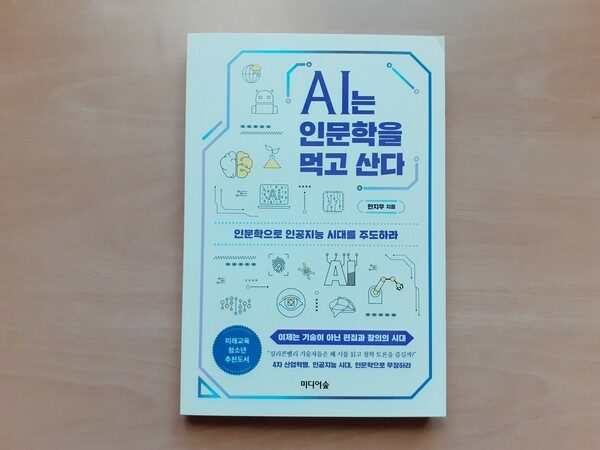 AI는
인문학을
먹고 산다
한지우 지음
AI
인문학으로 인공지능 시대를 주도하라
AI
이제는 기술이 아닌 편집과 창의의 시대
미래교육
청소년
추천도서
"실리콘밸리 기술자들은 왜 시를 읽고 철학 토론을 즐길까?"
4차 산업혁명, 인공지능 시대, 인문학으로 무장하라
미디어숲